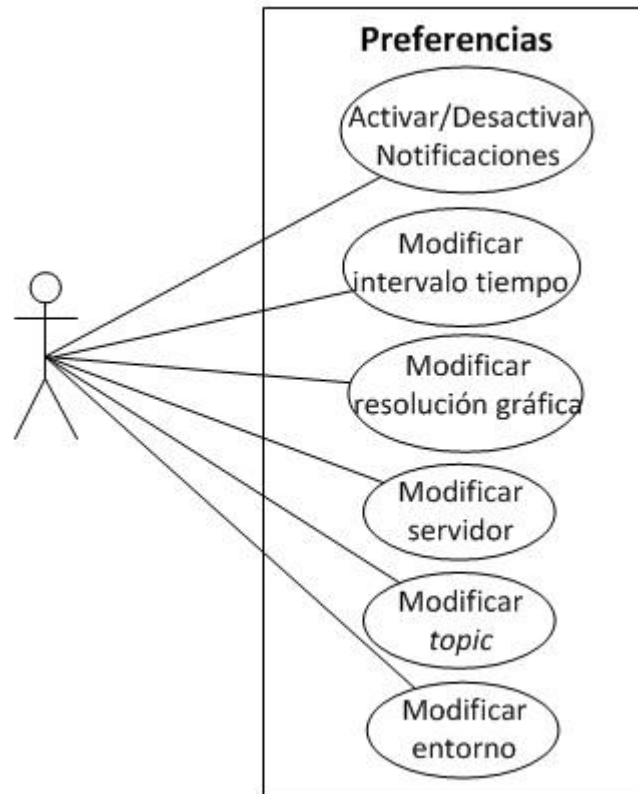 Preferencias
Activar/Desactivar
Notificaciones
Modificar
intervalo tiempo
Modificar
resolución gráfica
Modificar
servidor
Modificar
topic
Modificar
entorno